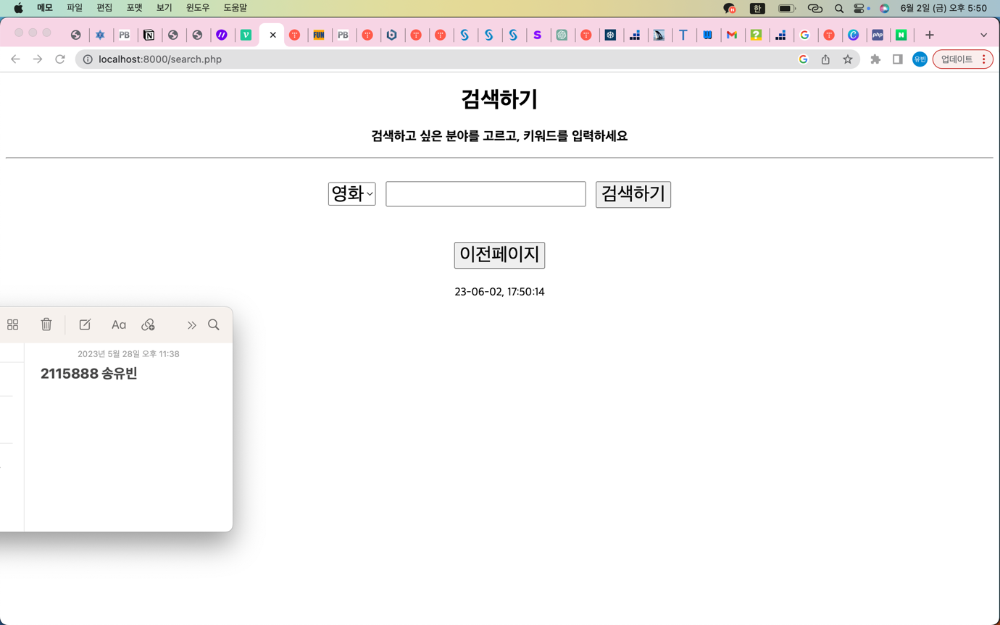 메모 파일 편집 포맷 보기 윈도우 도움말 한 6월 2일 (금) 오후 5:50
PB N FUN PB S S S S T G php N
localhost:8000/search.php 유빈 업데이트
검색하기
검색하고 싶은 분야를 고르고, 키워드를 입력하세요
영화 검색하기
이전페이지
23-06-02, 17:50:14
Aa
2023년 5월 28일 오후 11:38
2115888 송유빈